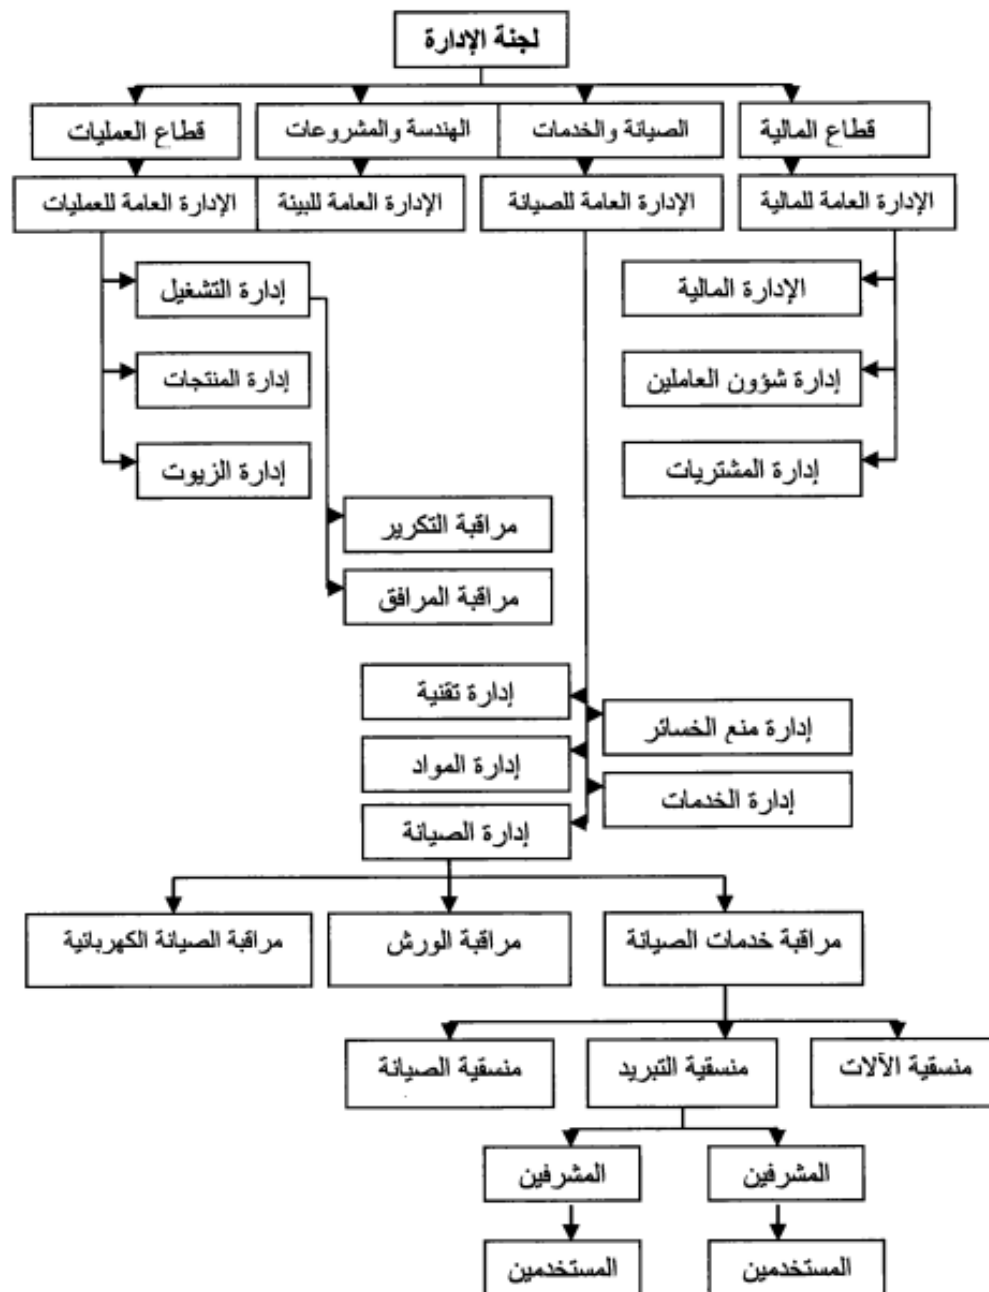 لجنة الإدارة
قطاع المالية
الصيانة والخدمات
الهندسة والمشروعات
قطاع العمليات
الإدارة العامة للمالية
الإدارة العامة للصيانة
الإدارة العامة للبيئة
الإدارة العامة للعمليات
الإدارة المالية
إدارة التشغيل
إدارة شؤون العاملين
إدارة المنتجات
إدارة المشتريات
إدارة الزيوت
مراقبة التكرير
مراقبة المرافق
إدارة تقنية
إدارة منع الخسائر
إدارة المواد
إدارة الخدمات
إدارة الصيانة
مراقبة خدمات الصيانة
مراقبة الورش
مراقبة الصيانة الكهربائية
منسقية الآلات
منسقية التبريد
منسقية الصيانة
المشرفين
المشرفين
المستخدمين
المستخدمين